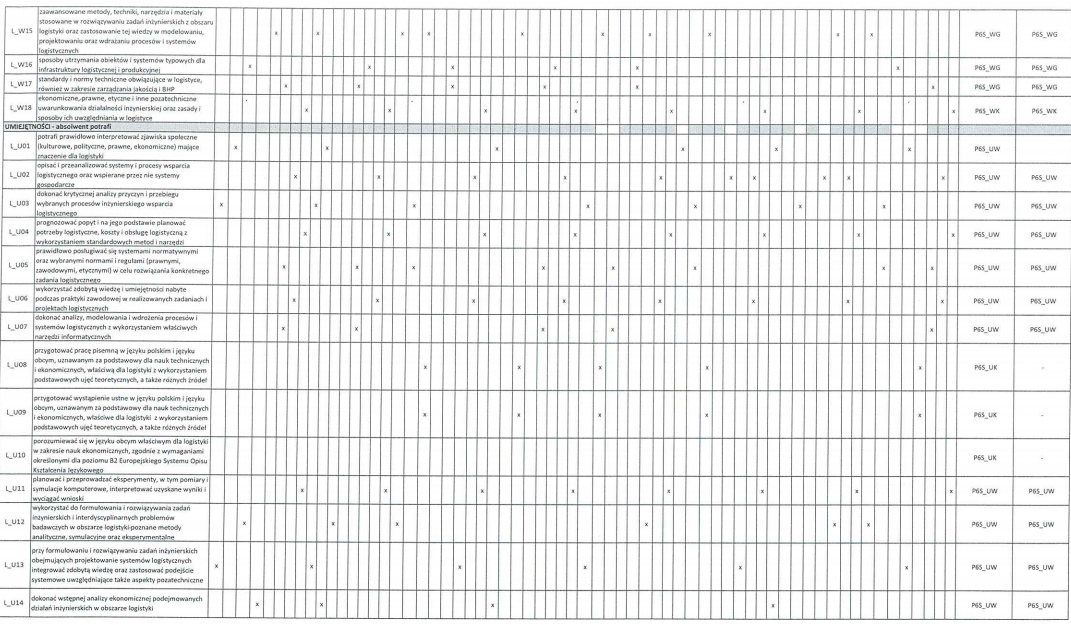 L_W15 zaawansowane metody, techniki, narzędzia i materiały
stosowane w rozwiązywaniu zadań inżynierskich z obszaru
logistyki oraz zastosowanie tej wiedzy w modelowaniu,
projektowaniu oraz wdrażaniu procesów i systemów
logistycznych
x x x x x x x x x x P6S_WG P6S_WG
L_W16 sposoby utrzymania obiektów i systemów typowych dla
infrastruktury logistycznej i produkcyjnej
x x x x x x P6S_WG P6S_WG
L_W17 standardy i normy techniczne obowiązujące w logistyce,
również w zakresie zarządzania jakością i BHP
x x x x x x P6S_WG P6S_WG
L_W18 ekonomiczne, prawne, etyczne i inne pozatechniczne
uwarunkowania działalności inżynierskiej oraz zasady i
sposoby ich uwzględniania w logistyce
x x x x x x x x P6S_WK P6S_WK
UMIEJĘTNOŚCI - absolwent potrafi
L_U01 potrafi prawidłowo interpretować zjawiska społeczne
(kulturowe, polityczne, prawne, ekonomiczne) mające
znaczenie dla logistyki
x x x x x x P6S_UW
L_U02 opisać i przeanalizować systemy i procesy wsparcia
logistycznego oraz wspierane przez nie systemy
gospodarcze
x x x x x x x x x x P6S_UW P6S_UW
L_U03 dokonać krytycznej analizy przyczyn i przebiegu
wybranych procesów inżynierskiego wsparcia
logistycznego
x x x x x x x P6S_UW P6S_UW
L_U04 prognozować popyt i na jego podstawie planować
potrzeby logistyczne, koszty i obsługę logistyczną z
wykorzystaniem standardowych metod i narzędzi
x x x x x x x x P6S_UW P6S_UW
L_U05 prawidłowo posługiwać się systemami normatywnymi
oraz wybranymi normami i regułami (prawnymi,
zawodowymi, etycznymi) w celu rozwiązania konkretnego
zadania logistycznego
x x x x x x x x P6S_UW P6S_UW
L_U06 wykorzystać zdobytą wiedzę i umiejętności nabyte
podczas praktyki zawodowej w realizowanych zadaniach i
projektach logistycznych
x x x x x x x x P6S_UW P6S_UW
L_U07 dokonać analizy, modelowania i wdrożenia procesów i
systemów logistycznych z wykorzystaniem właściwych
narzędzi informatycznych
x x x x x P6S_UW P6S_UW
L_U08 przygotować pracę pisemną w języku polskim i języku
obcym, uznawanym za podstawowy dla nauk technicznych
i ekonomicznych, właściwą dla logistyki z wykorzystaniem
podstawowych ujęć teoretycznych, a także różnych źródeł
x x x x x P6S_UK -
L_U09 przygotować wystąpienie ustne w języku polskim i języku
obcym, uznawanym za podstawowy dla nauk technicznych
i ekonomicznych, właściwe dla logistyki z wykorzystaniem
podstawowych ujęć teoretycznych, a także różnych źródeł
x x x x x P6S_UK -
L_U10 porozumiewać się w języku obcym właściwym dla logistyki
w zakresie nauk ekonomicznych, zgodnie z wymaganiami
określonymi dla poziomu B2 Europejskiego Systemu Opisu
Kształcenia Językowego
P6S_UK -
L_U11 planować i przeprowadzać eksperymenty, w tym pomiary i
symulacje komputerowe, interpretować uzyskane wyniki i
wyciągać wnioski
x x x x x x x x P6S_UW P6S_UW
L_U12 wykorzystać do formułowania i rozwiązywania zadań
inżynierskich i interdyscyplinarnych problemów
badawczych w obszarze logistyki poznane metody
analityczne, symulacyjne oraz eksperymentalne
x x x x x x P6S_UW P6S_UW
L_U13 przy formułowaniu i rozwiązywaniu zadań inżynierskich
obejmujących projektowanie systemów logistycznych
integrować zdobytą wiedzę oraz zastosować podejście
systemowe uwzględniające także aspekty pozatechniczne
x x x x x x P6S_UW P6S_UW
L_U14 dokonać wstępnej analizy ekonomicznej podejmowanych
działań inżynierskich w obszarze logistyki
x x x x P6S_UW P6S_UW